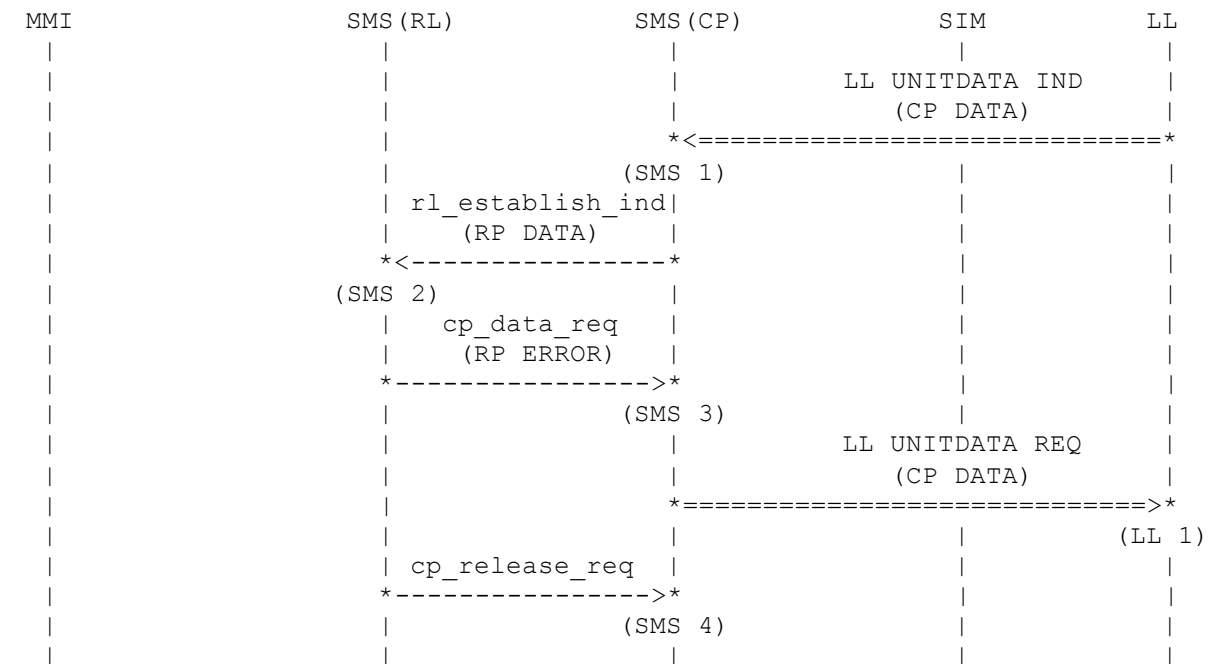 MMI SMS(RL) SMS(CP) SIM LL
LL UNITDATA IND
(CP DATA)
(SMS 1)
rl_establish_ind
(RP DATA)
(SMS 2)
cp_data_req
(RP ERROR)
(SMS 3)
LL UNITDATA REQ
(CP DATA)
(LL 1)
cp_release_req
(SMS 4)